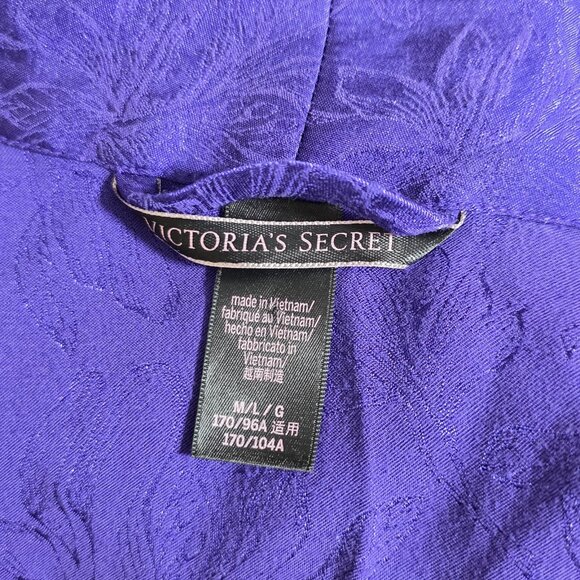 VICTORIA'S SECRET
made in Vietnam/
fabriqué au Vietnam/
hecho en Vietnam/
fabbricato in
Vietnam/
越南制造
M/L/G
170/96A 适用
170/104A